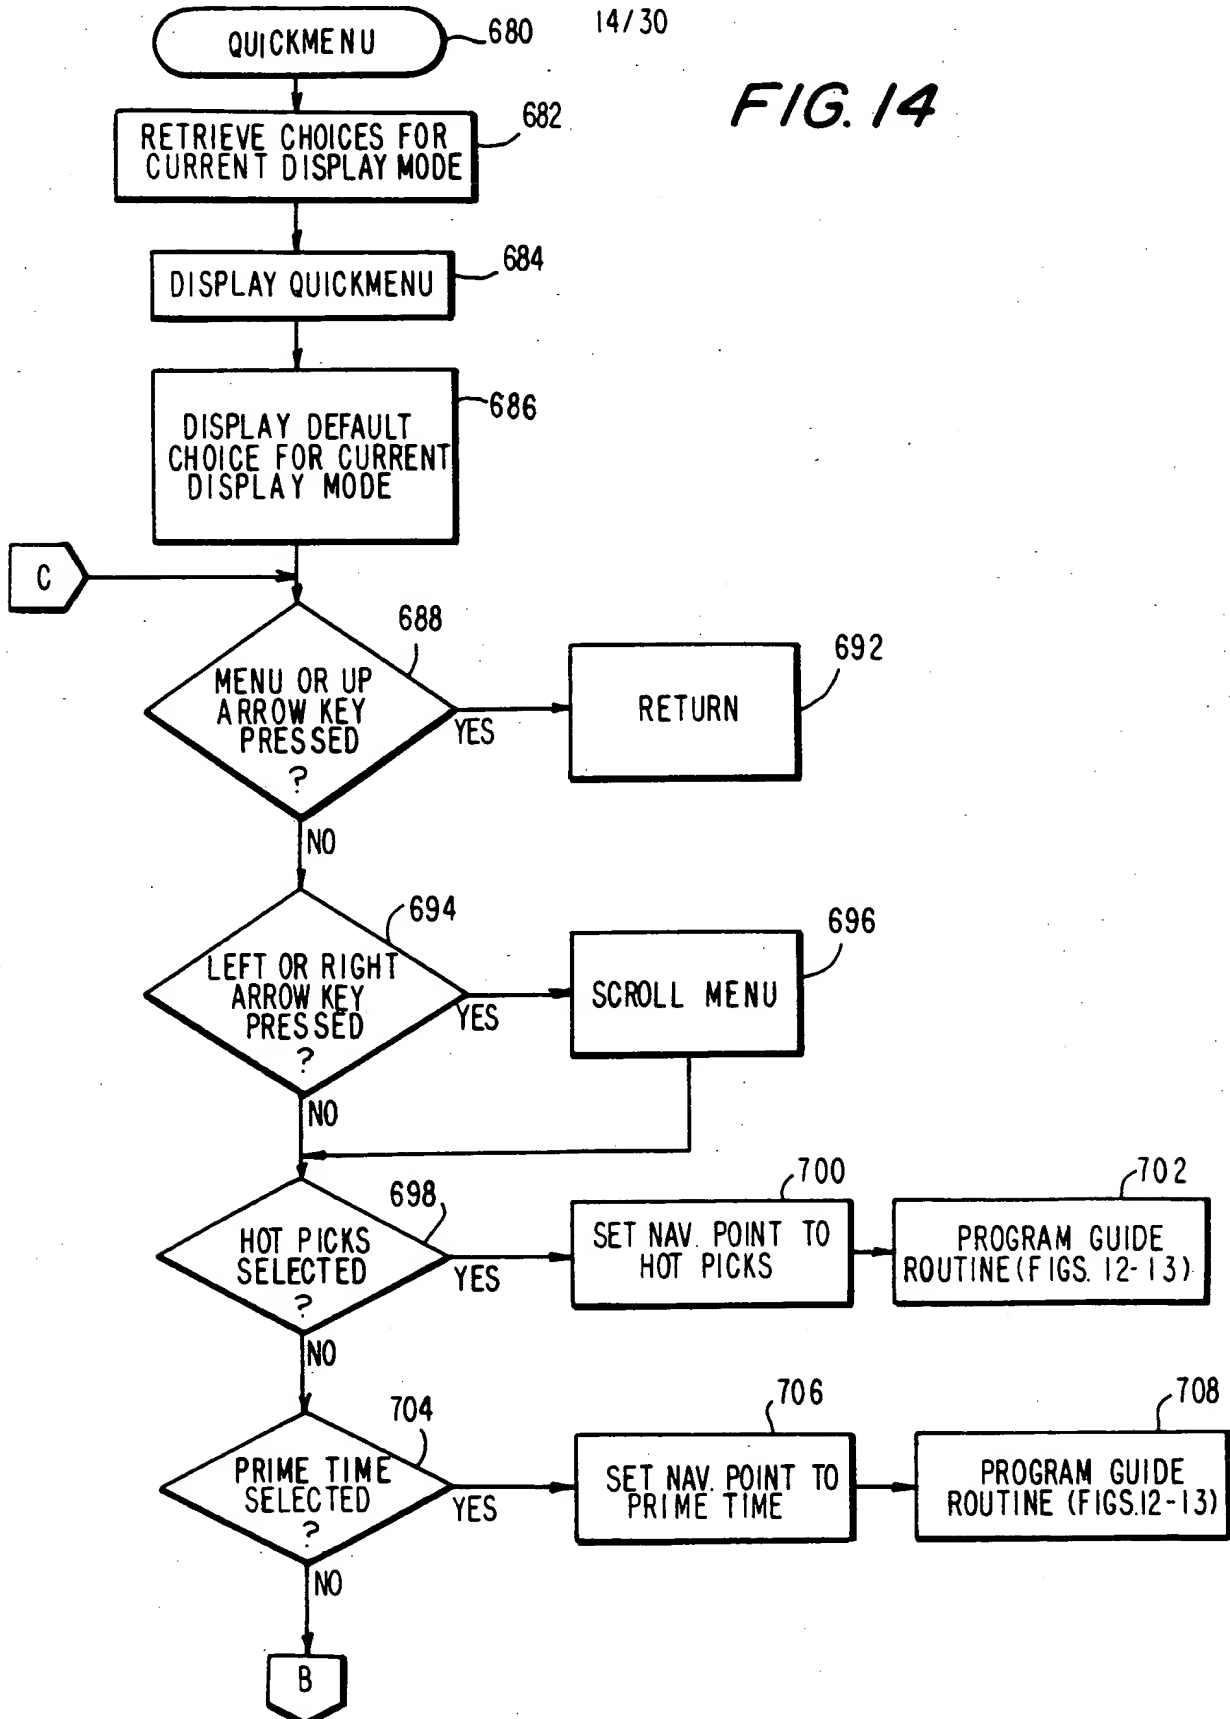 14/30
FIG. 14
QUICKMENU
680
RETRIEVE CHOICES FOR
CURRENT DISPLAY MODE
682
DISPLAY QUICKMENU
684
DISPLAY DEFAULT
CHOICE FOR CURRENT
DISPLAY MODE
686
C
MENU OR UP
ARROW KEY
PRESSED
?
688
YES
RETURN
692
NO
LEFT OR RIGHT
ARROW KEY
PRESSED
?
694
YES
SCROLL MENU
696
NO
HOT PICKS
SELECTED
?
698
YES
SET NAV. POINT TO
HOT PICKS
700
PROGRAM GUIDE
ROUTINE (FIGS. 12-13)
702
NO
PRIME TIME
SELECTED
?
704
YES
SET NAV. POINT TO
PRIME TIME
706
PROGRAM GUIDE
ROUTINE (FIGS.12-13)
708
NO
B